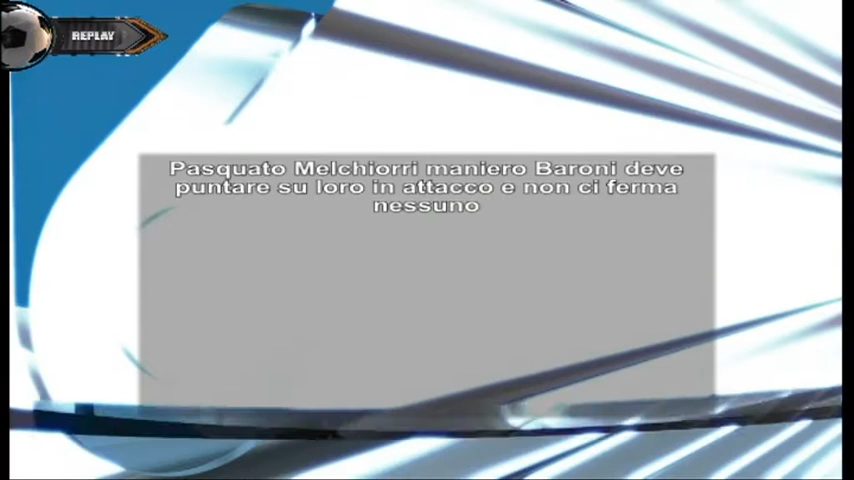 REPLAY
Pasquato Melchiorri maniero Baroni deve
puntare su loro in attacco e non ci ferma
nessuno